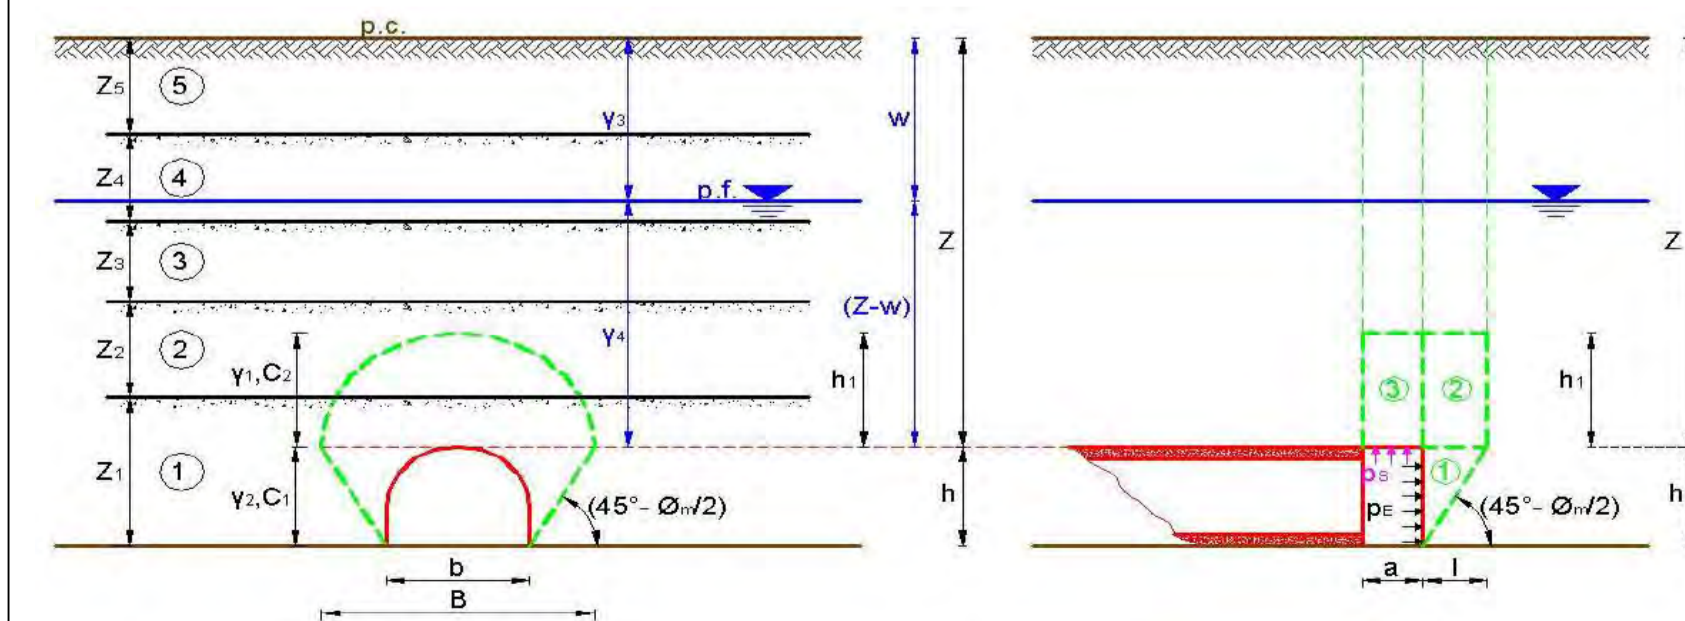 p.c.
Z5 5
γ3 w
Z4 4
p.f.
Z3 3
Z Z
(Z-w)
Z2 2
γ4
γ1,C2
h1 3 2 h1
Z1 1
γ2,C1
(45°- Øm/2)
h
pS 1
pE
(45°- Øm/2)
h
b
a l
B